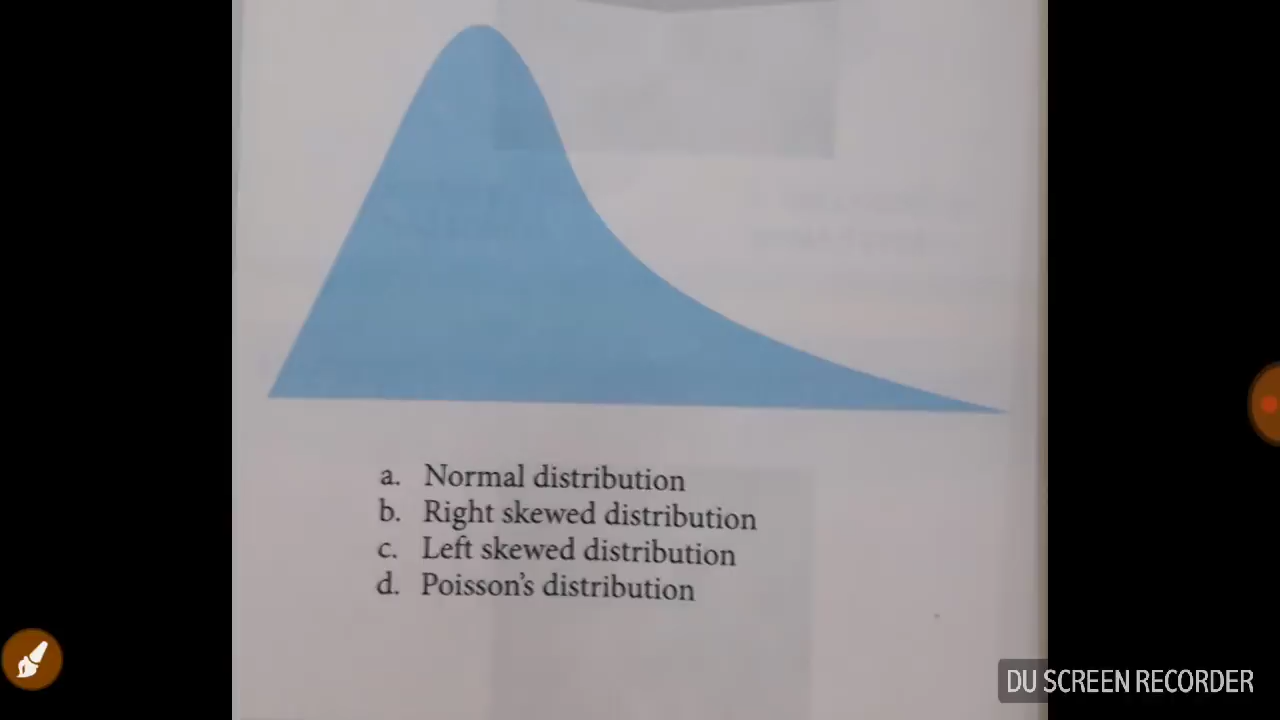 a. Normal distribution
b. Right skewed distribution
c. Left skewed distribution
d. Poisson's distribution
DU SCREEN RECORDER